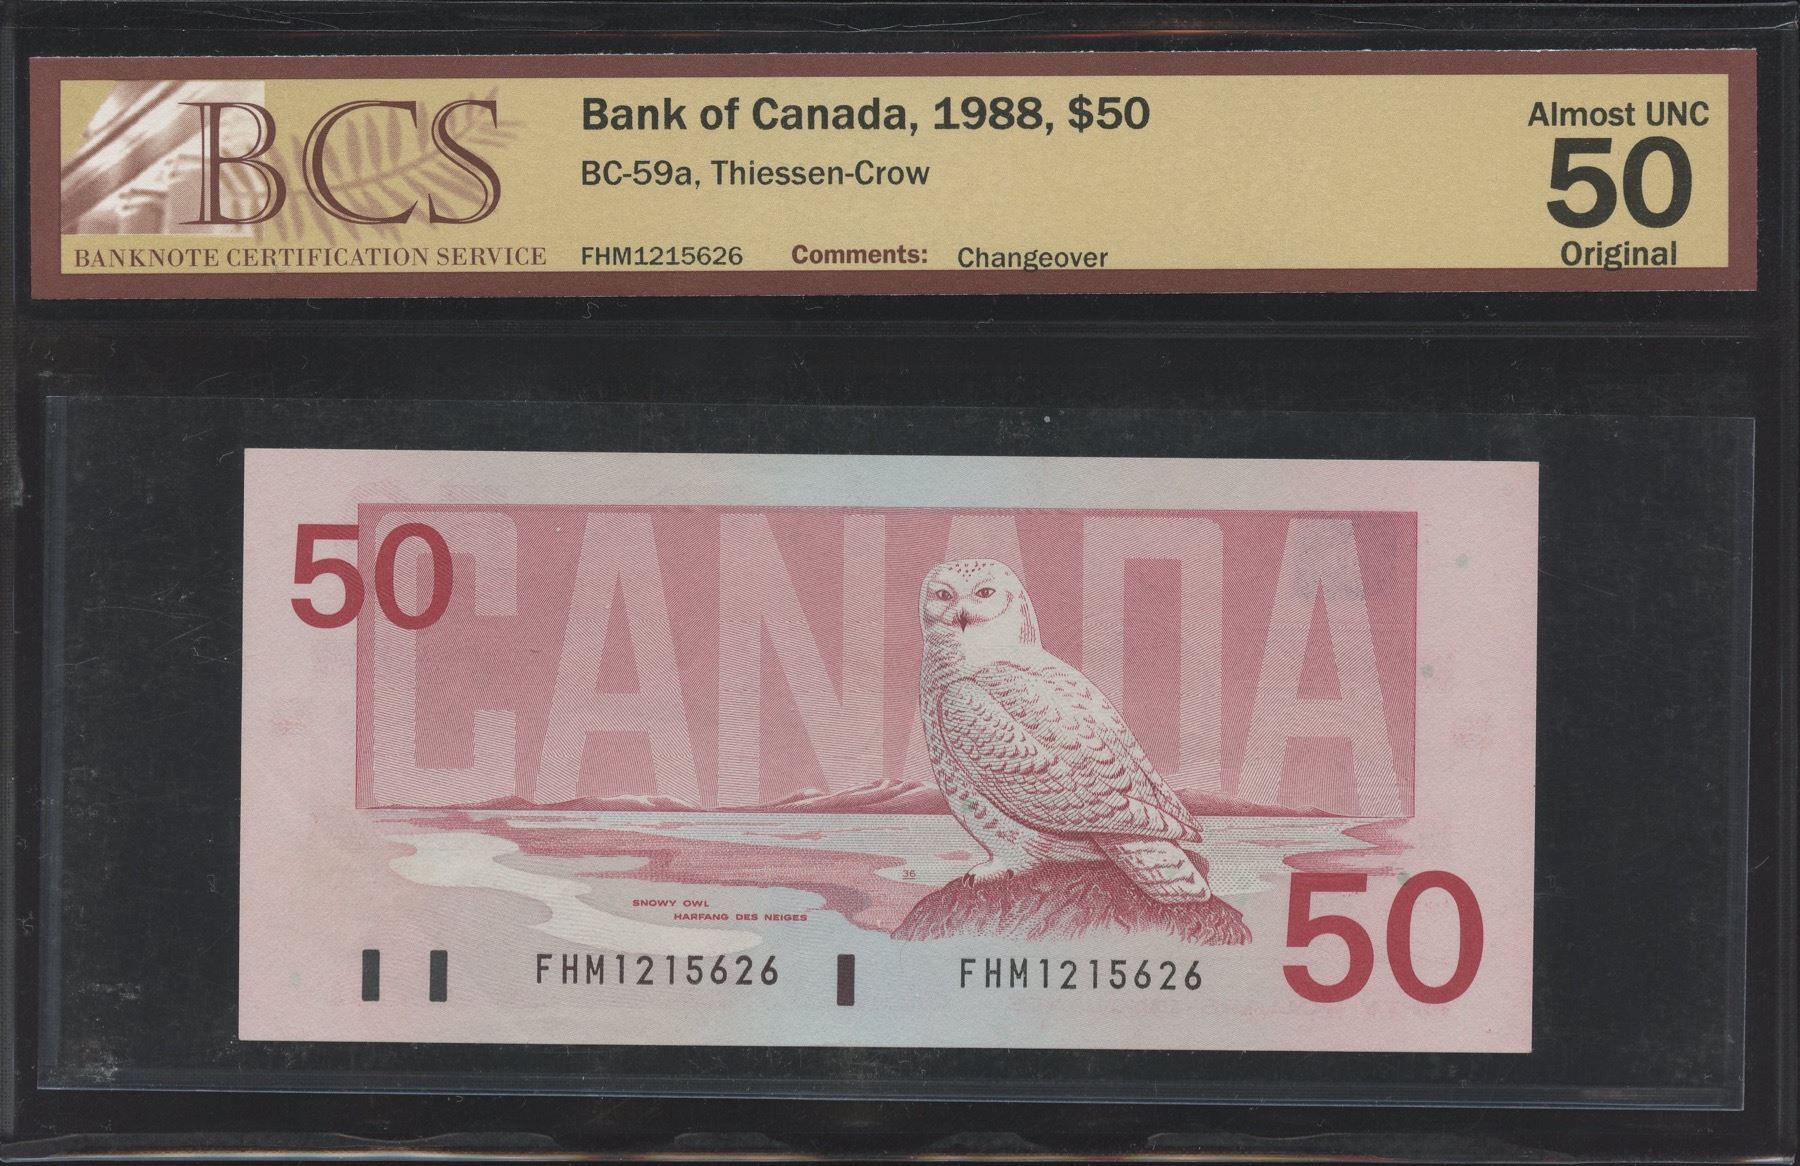 BCS
BANKNOTE CERTIFICATION SERVICE
Bank of Canada, 1988, $50
BC-59a, Thiessen-Crow
FHM1215626 Comments: Changeover
Almost UNC
50
Original
50
CANADA
36
SNOWY OWL
HARFANG DES NEIGES
FHM1215626 FHM1215626
50